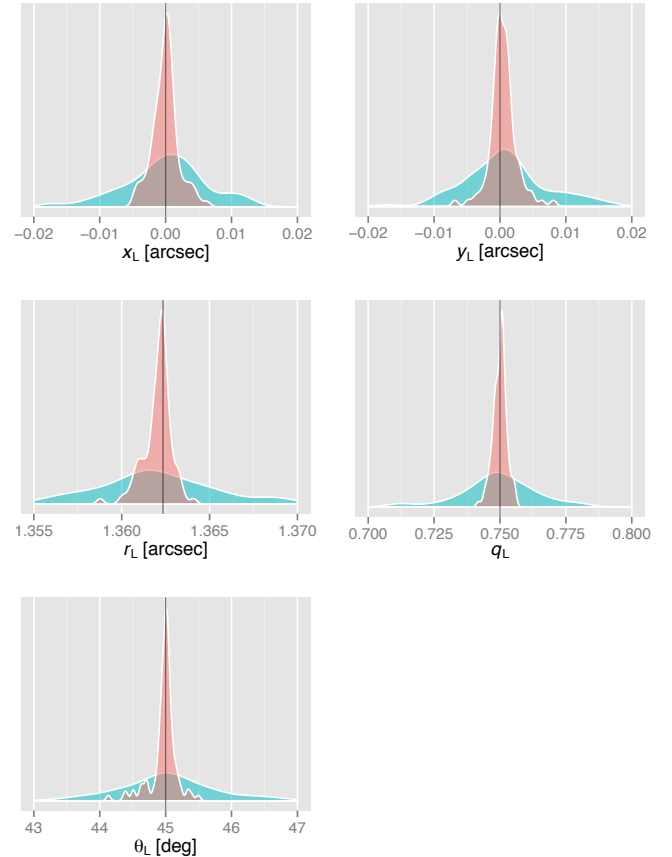 −0.02 −0.01 0.00 0.01 0.02
x_L [arcsec]
−0.02 −0.01 0.00 0.01 0.02
y_L [arcsec]
1.355 1.360 1.365 1.370
r_L [arcsec]
0.700 0.725 0.750 0.775 0.800
q_L
43 44 45 46 47
θ_L [deg]